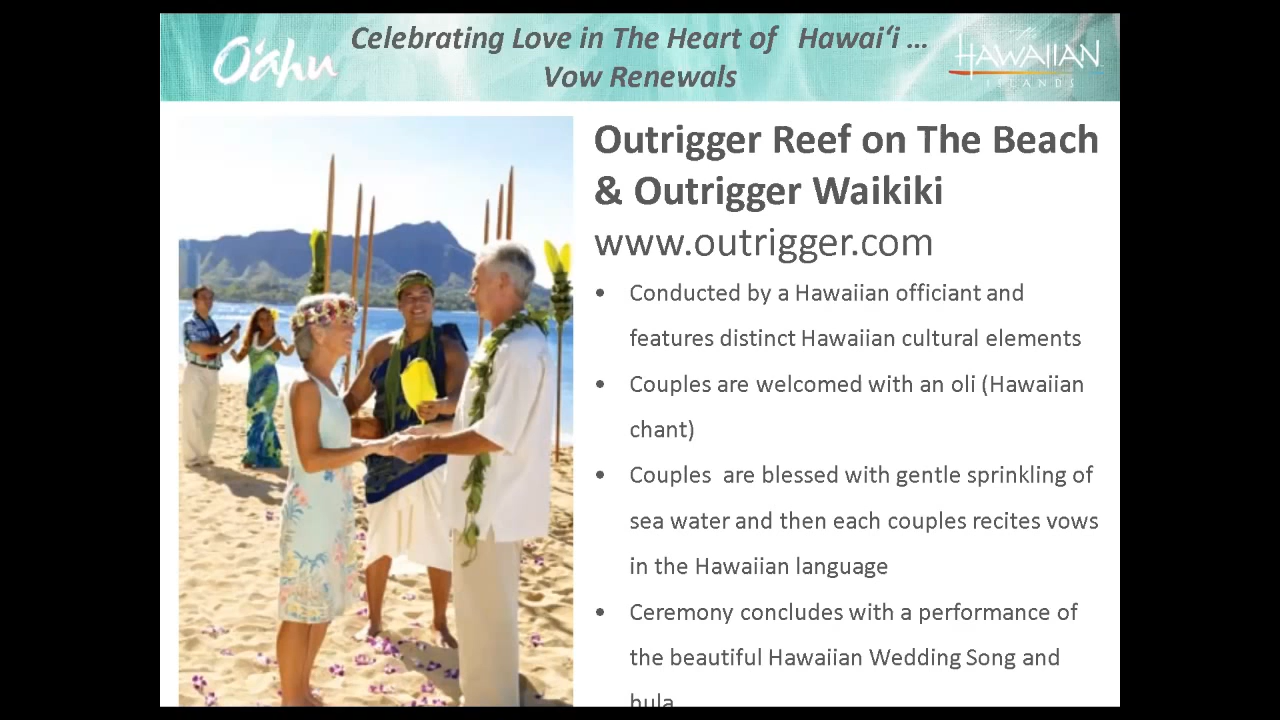 Celebrating Love in The Heart of Hawai‘i …
Vow Renewals
O‘ahu
The
HAWAIIAN
ISLANDS
Outrigger Reef on The Beach
& Outrigger Waikiki
www.outrigger.com
• Conducted by a Hawaiian officiant and
features distinct Hawaiian cultural elements
• Couples are welcomed with an oli (Hawaiian
chant)
• Couples are blessed with gentle sprinkling of
sea water and then each couples recites vows
in the Hawaiian language
• Ceremony concludes with a performance of
the beautiful Hawaiian Wedding Song and
hula